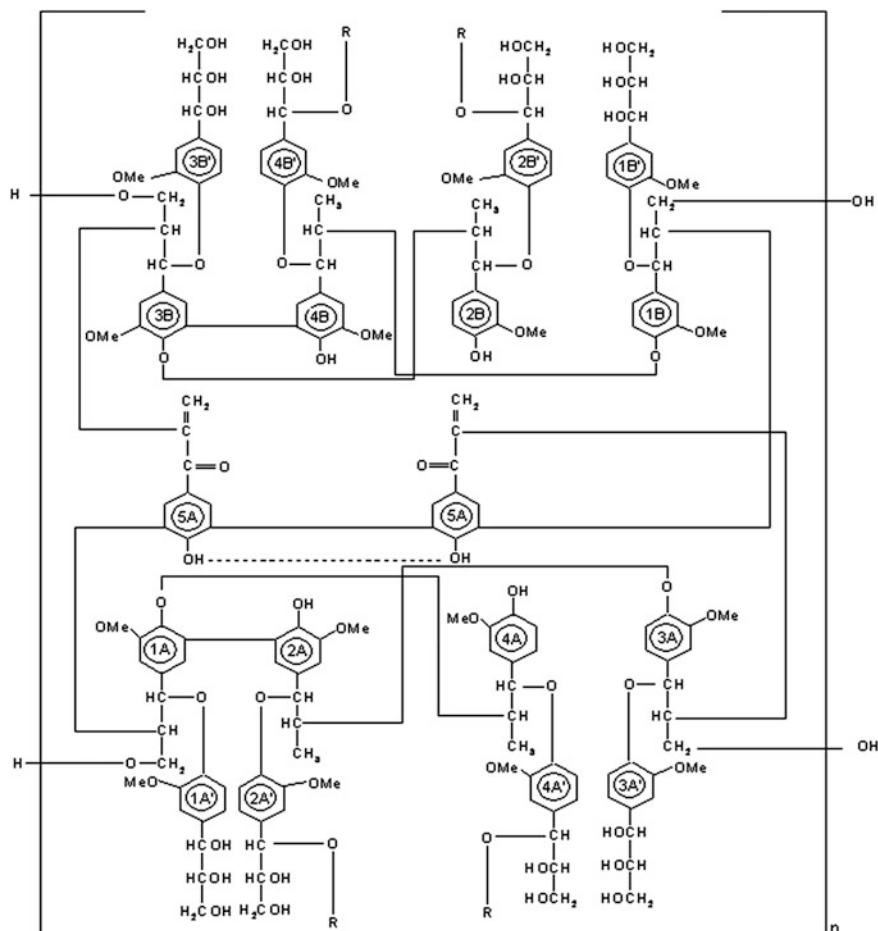 R R
H2COH H2COH HOCH2 HOCH2
CHOH CHOH HOCH HOCH
CHOH HC O O CH HOCH
3B' 4B' 2B' 1B'
OMe OMe OMe OMe
H O CH2 CH3 CH3 CH2 OH
CH HC CH HC
HC O O CH HC O O CH
3B 4B 2B 1B
OMe OMe OMe OMe
O OH OH O
CH2 CH2
C C
C O O C
5A 5A
OH OH
O OH OH O
OMe OMe MeO OMe
1A 2A 4A 3A
HC O O CH HC O O CH
CH HC CH HC
H O CH2 CH3 CH3 CH2 OH
MeO OMe OMe OMe
1A' 2A' 4A' 3A'
HCOH HC O O CH HOCH
HCOH HCOH HOCH HOCH
H2COH H2COH HOCH2 HOCH2
R R n